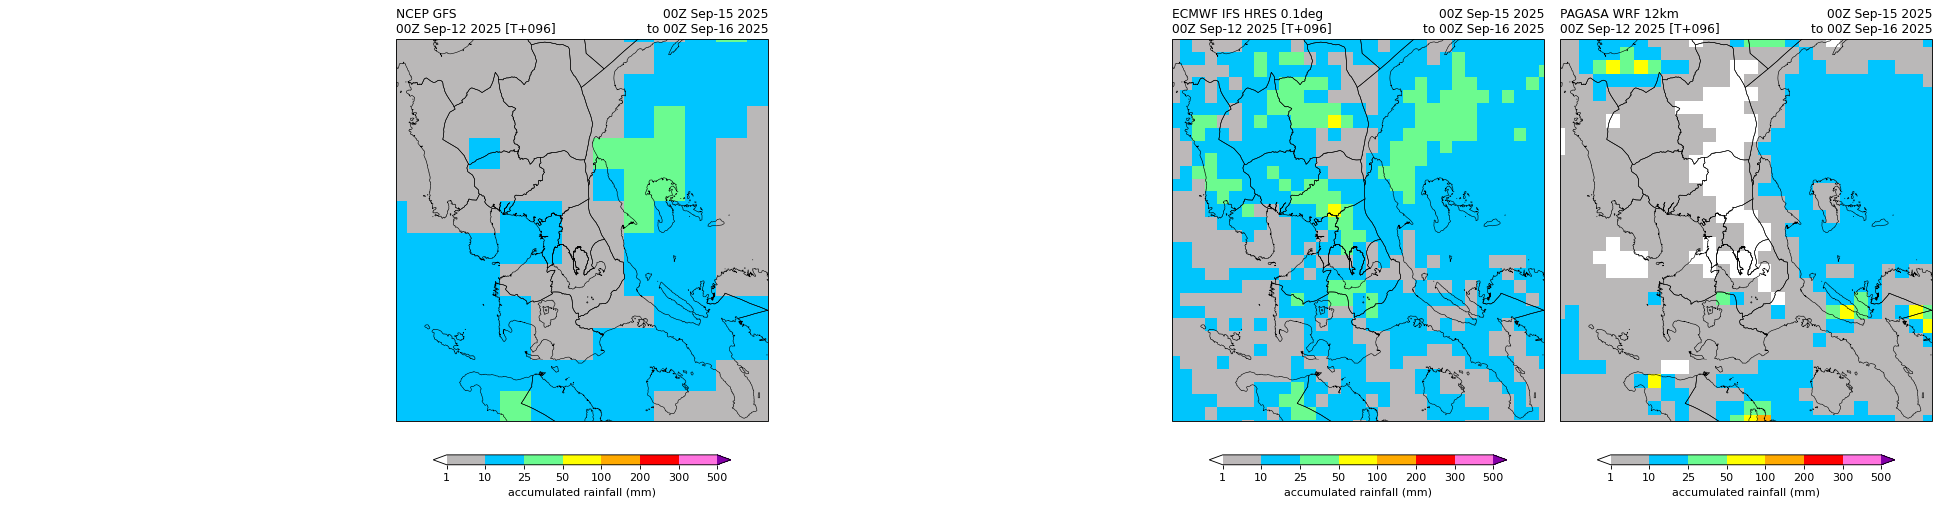 NCEP GFS 00Z Sep-15 2025
00Z Sep-12 2025 [T+096] to 00Z Sep-16 2025
1 10 25 50 100 200 300 500
accumulated rainfall (mm)
ECMWF IFS HRES 0.1deg 00Z Sep-15 2025
00Z Sep-12 2025 [T+096] to 00Z Sep-16 2025
1 10 25 50 100 200 300 500
accumulated rainfall (mm)
PAGASA WRF 12km 00Z Sep-15 2025
00Z Sep-12 2025 [T+096] to 00Z Sep-16 2025
1 10 25 50 100 200 300 500
accumulated rainfall (mm)